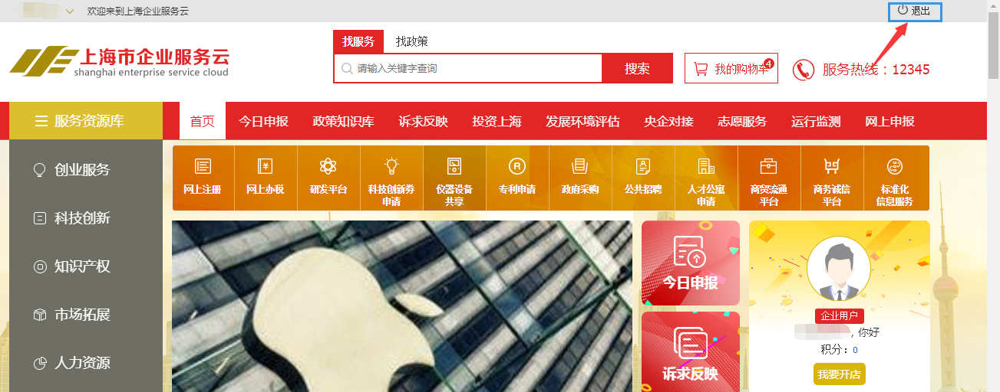 欢迎来到上海企业服务云
退出
上海市企业服务云
shanghai enterprise service cloud
找服务 找政策
请输入关键字查询
搜索
我的购物车 4
服务热线：12345
服务资源库
首页 今日申报 政策知识库 诉求反映 投资上海 发展环境评估 央企对接 志愿服务 运行监测 网上申报
创业服务
科技创新
知识产权
市场拓展
人力资源
网上注册
网上办税
研发平台
科技创新券
申请
仪器设备
共享
专利申请
政府采购
公共招聘
人才公寓
申请
商贸流通
平台
商务诚信
平台
标准化
信息服务
今日申报
诉求反映
企业用户
，你好
积分：0
我要开店